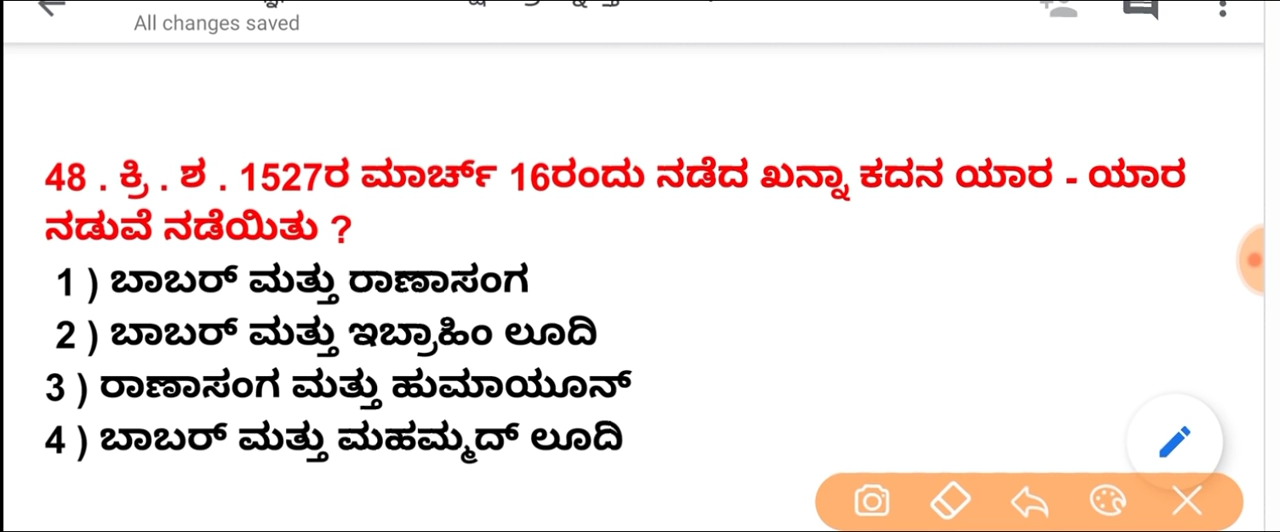 All changes saved
48 . ಕ್ರಿ . ಶ . 1527ರ ಮಾರ್ಚ್ 16ರಂದು ನಡೆದ ಖನ್ನಾ ಕದನ ಯಾರ - ಯಾರ
ನಡುವೆ ನಡೆಯಿತು ?
1 ) ಬಾಬರ್ ಮತ್ತು ರಾಣಾಸಂಗ
2 ) ಬಾಬರ್ ಮತ್ತು ಇಬ್ರಾಹಿಂ ಲೂದಿ
3 ) ರಾಣಾಸಂಗ ಮತ್ತು ಹುಮಾಯೂನ್
4 ) ಬಾಬರ್ ಮತ್ತು ಮಹಮ್ಮದ್ ಲೂದಿ